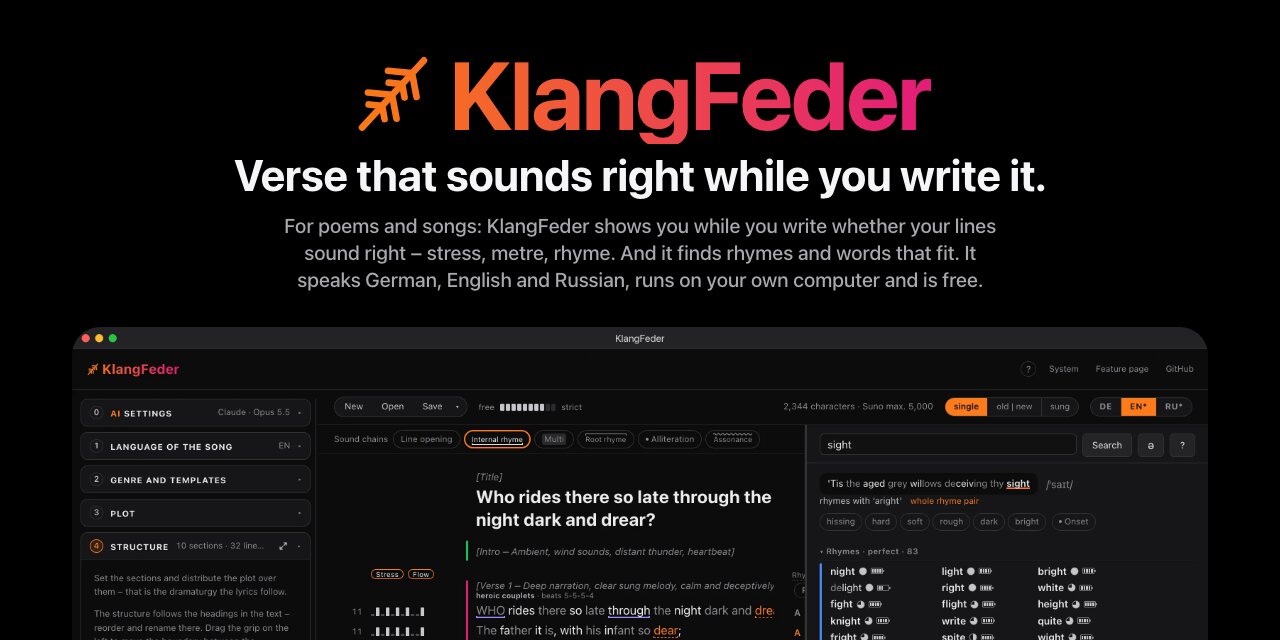 KlangFeder
Verse that sounds right while you write it.
For poems and songs: KlangFeder shows you while you write whether your lines
sound right – stress, metre, rhyme. And it finds rhymes and words that fit. It
speaks German, English and Russian, runs on your own computer and is free.
KlangFeder
KlangFeder
? System Feature page GitHub
0 AI SETTINGS Claude · Opus 5.5
New Open Save free strict
2,344 characters · Suno max. 5,000 single old | new sung DE EN* RU*
1 LANGUAGE OF THE SONG EN
Sound chains Line opening Internal rhyme Multi Root rhyme • Alliteration Assonance
sight Search ə ?
2 GENRE AND TEMPLATES
3 PLOT
4 STRUCTURE 10 sections · 32 line...
Set the sections and distribute the plot over
them – that is the dramaturgy the lyrics follow.
The structure follows the headings in the text –
reorder and rename there. Drag the grip on the
[Title]
Who rides there so late through the
night dark and drear?
[Intro – Ambient, wind sounds, distant thunder, heartbeat]
Stress Flow
[Verse 1 – Deep narration, clear sung melody, calm and deceptively
heroic couplets · beats 5-5-5-4
11 WHO rides there so late through the night dark and drea
A
11 The father it is, with his infant so dear;
A
'Tis the aged grey willows deceiving thy sight /ˈsaɪt/
rhymes with 'aright' whole rhyme pair
hissing hard soft rough dark bright • Onset
Rhymes · perfect · 83
night light bright
delight right white
fight flight height
knight write quite
fright spite wight